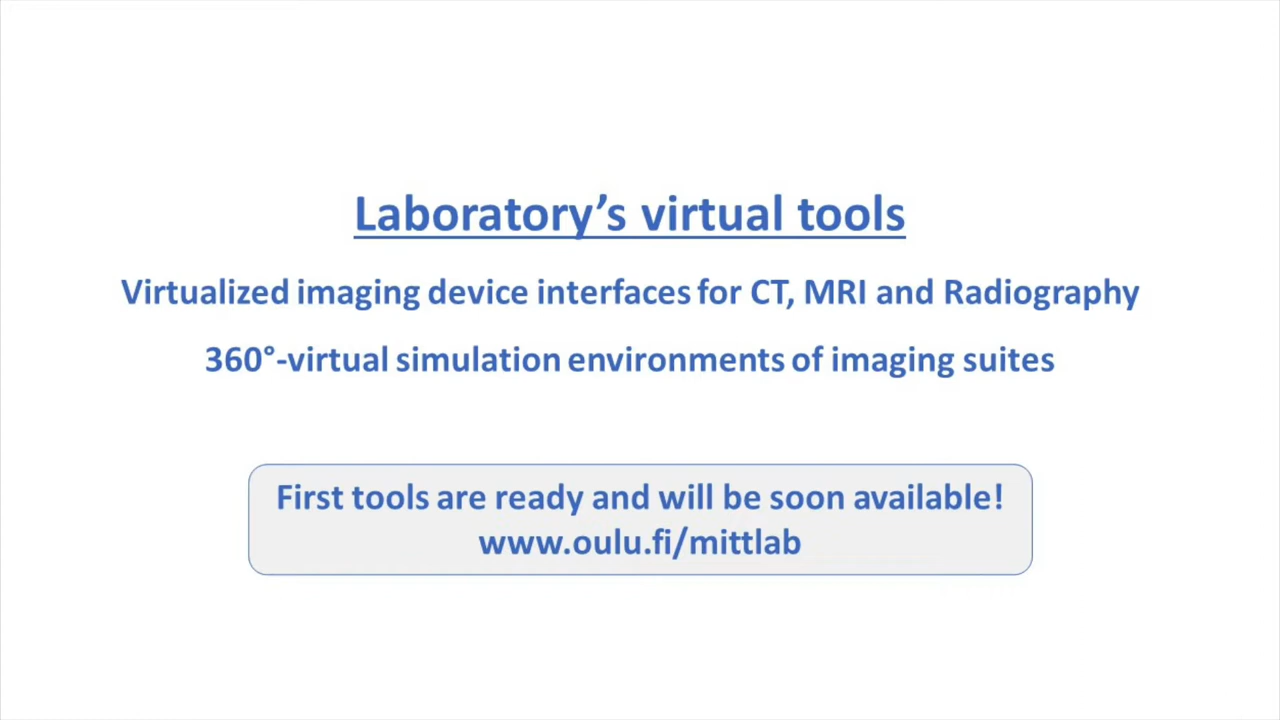 Laboratory’s virtual tools
Virtualized imaging device interfaces for CT, MRI and Radiography
360°-virtual simulation environments of imaging suites
First tools are ready and will be soon available!
www.oulu.fi/mittlab